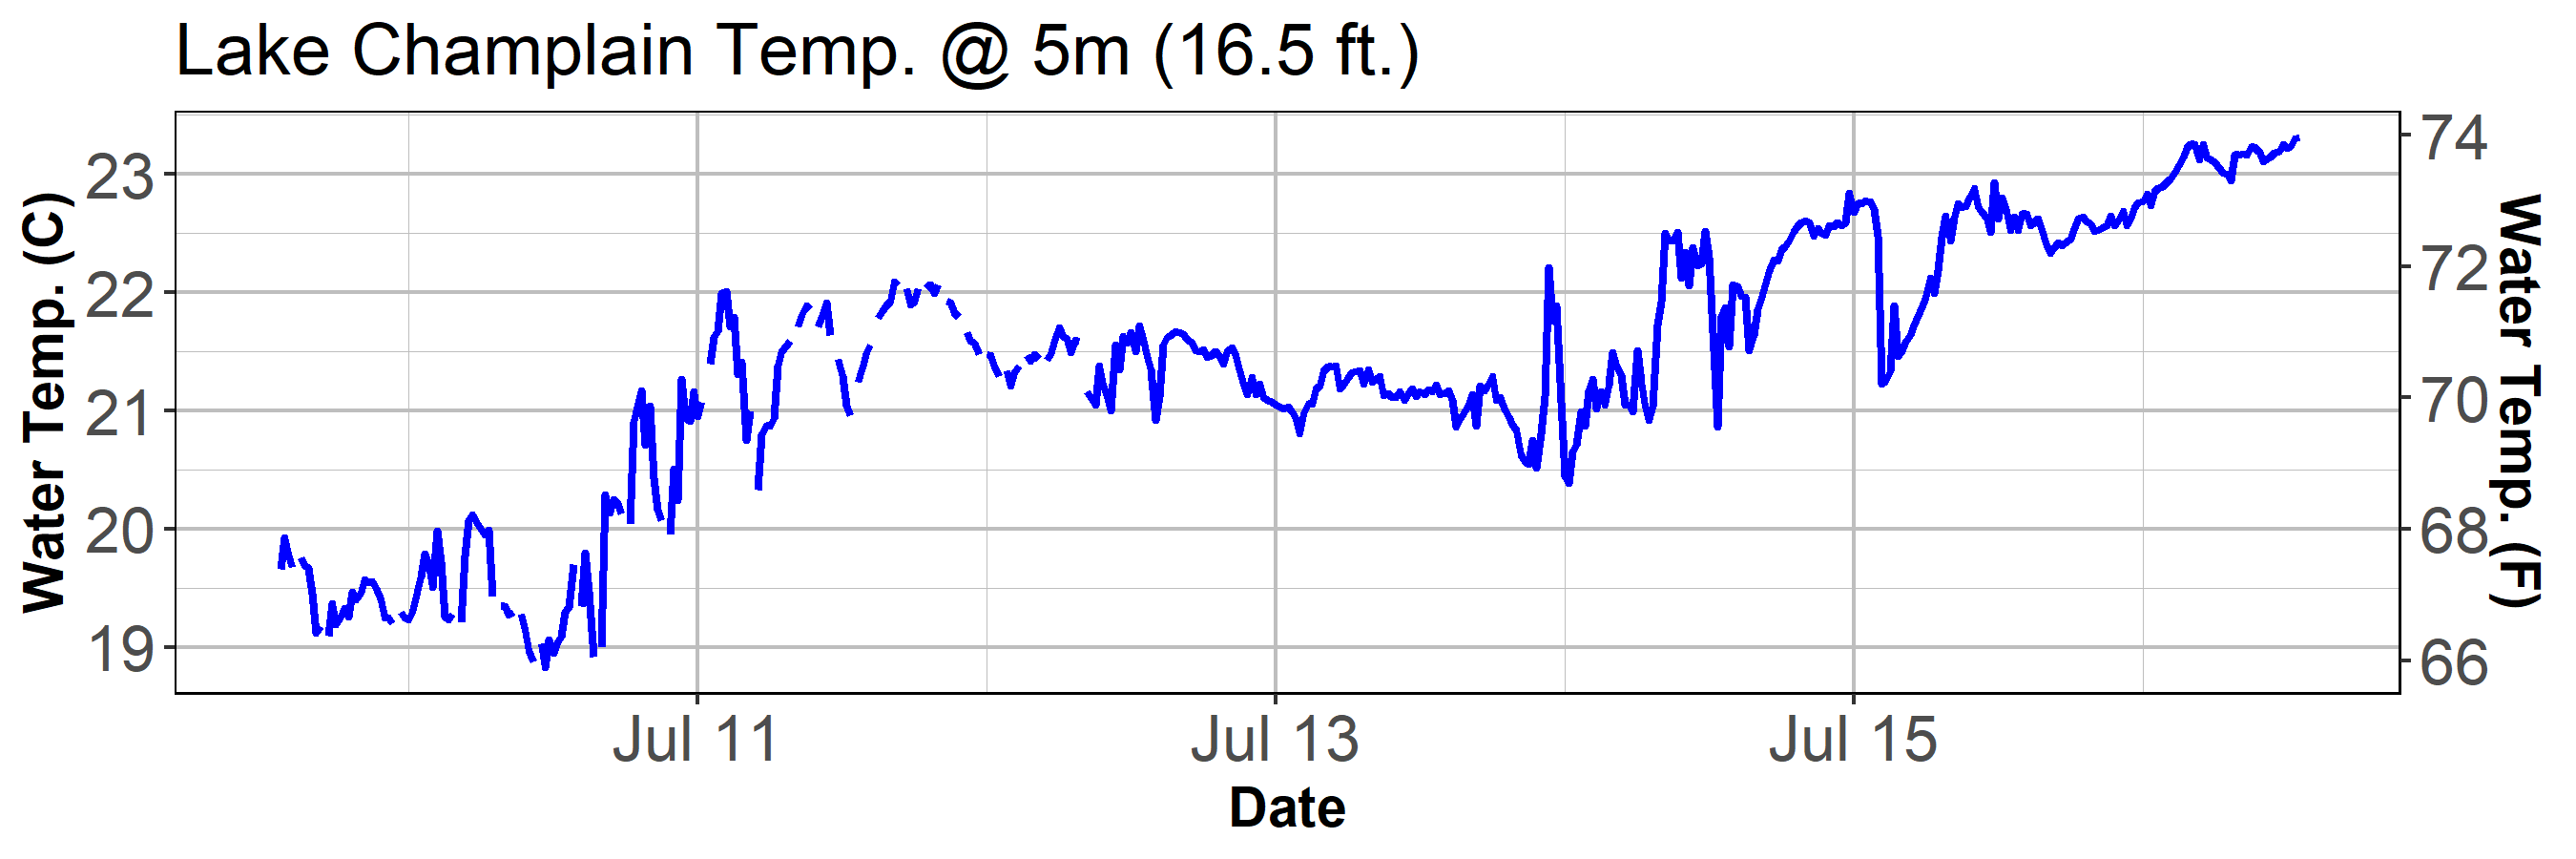 Lake Champlain Temp. @ 5m (16.5 ft.)
Water Temp. (C)
23
22
21
20
19
74
72
70
68
66
Water Temp. (F)
Jul 11
Jul 13
Jul 15
Date